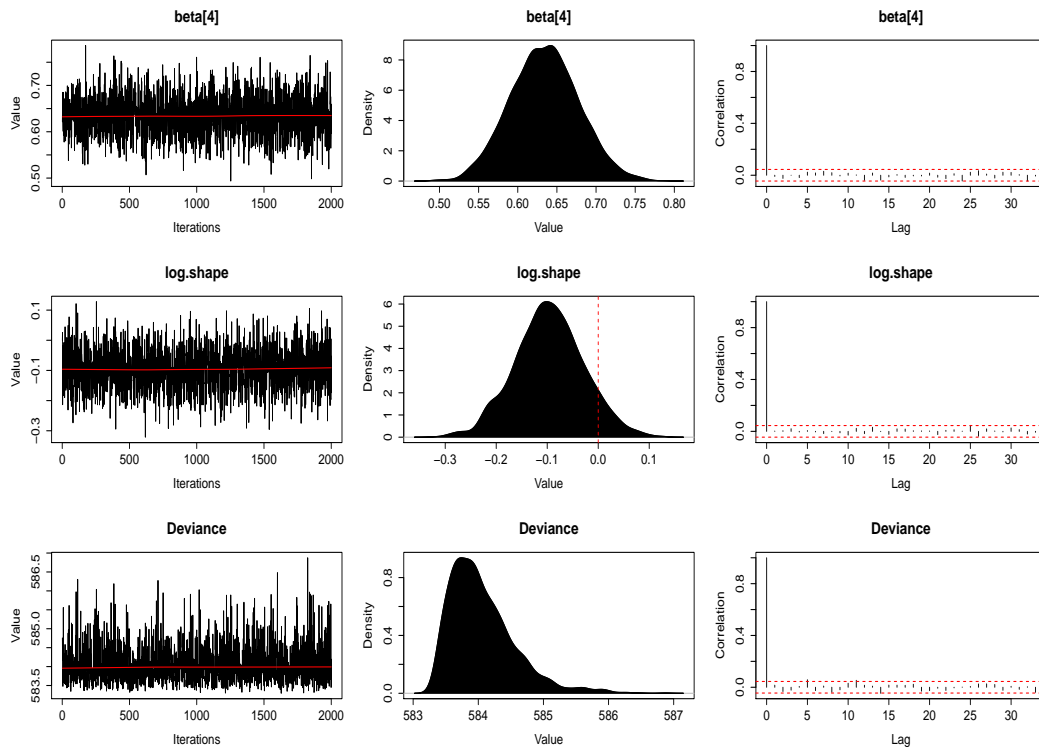 beta[4] beta[4] beta[4]
Value 0.50 0.60 0.70
0 500 1000 1500 2000
Iterations
Density 0 2 4 6 8
0.50 0.55 0.60 0.65 0.70 0.75 0.80
Value
Correlation 0.0 0.4 0.8
0 5 10 15 20 25 30
Lag
log.shape log.shape log.shape
Value −0.3 −0.1 0.1
0 500 1000 1500 2000
Iterations
Density 0 1 2 3 4 5 6
−0.3 −0.2 −0.1 0.0 0.1
Value
Correlation 0.0 0.4 0.8
0 5 10 15 20 25 30
Lag
Deviance Deviance Deviance
Value 583.5 585.0 586.5
0 500 1000 1500 2000
Iterations
Density 0.0 0.4 0.8
583 584 585 586 587
Value
Correlation 0.0 0.4 0.8
0 5 10 15 20 25 30
Lag